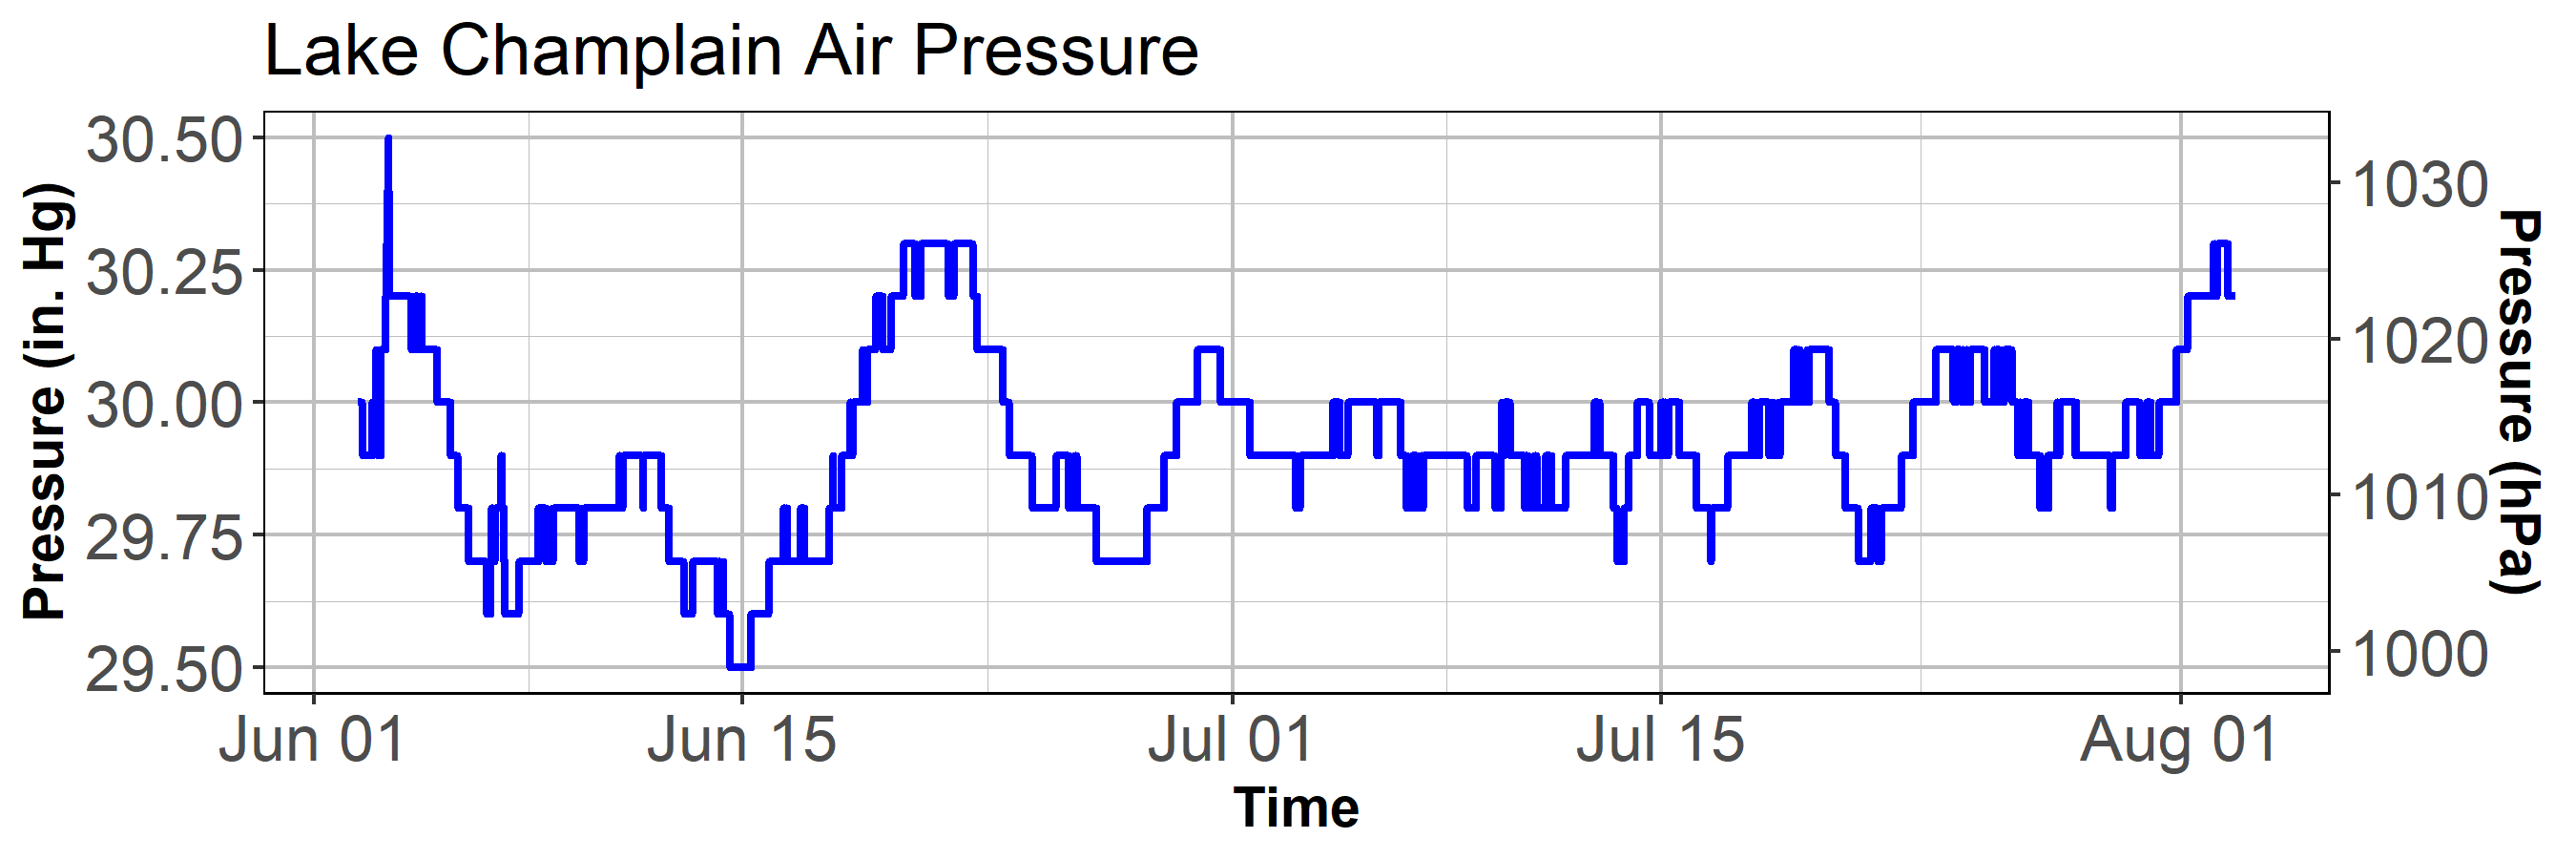 Lake Champlain Air Pressure
Pressure (in. Hg)
30.50
30.25
30.00
29.75
29.50
1030
1020
1010
1000
Pressure (hPa)
Jun 01
Jun 15
Jul 01
Jul 15
Aug 01
Time